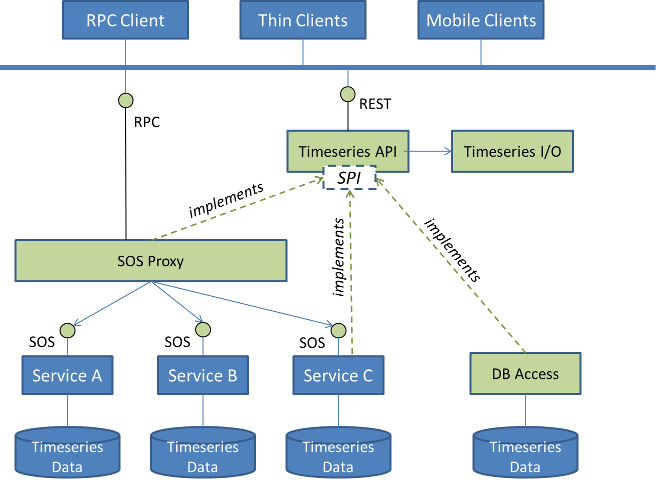 RPC Client
Thin Clients
Mobile Clients
REST
RPC
Timeseries API
Timeseries I/O
SPI
implements
implements
implements
SOS Proxy
SOS
SOS
SOS
Service A
Service B
Service C
DB Access
Timeseries
Data
Timeseries
Data
Timeseries
Data
Timeseries
Data